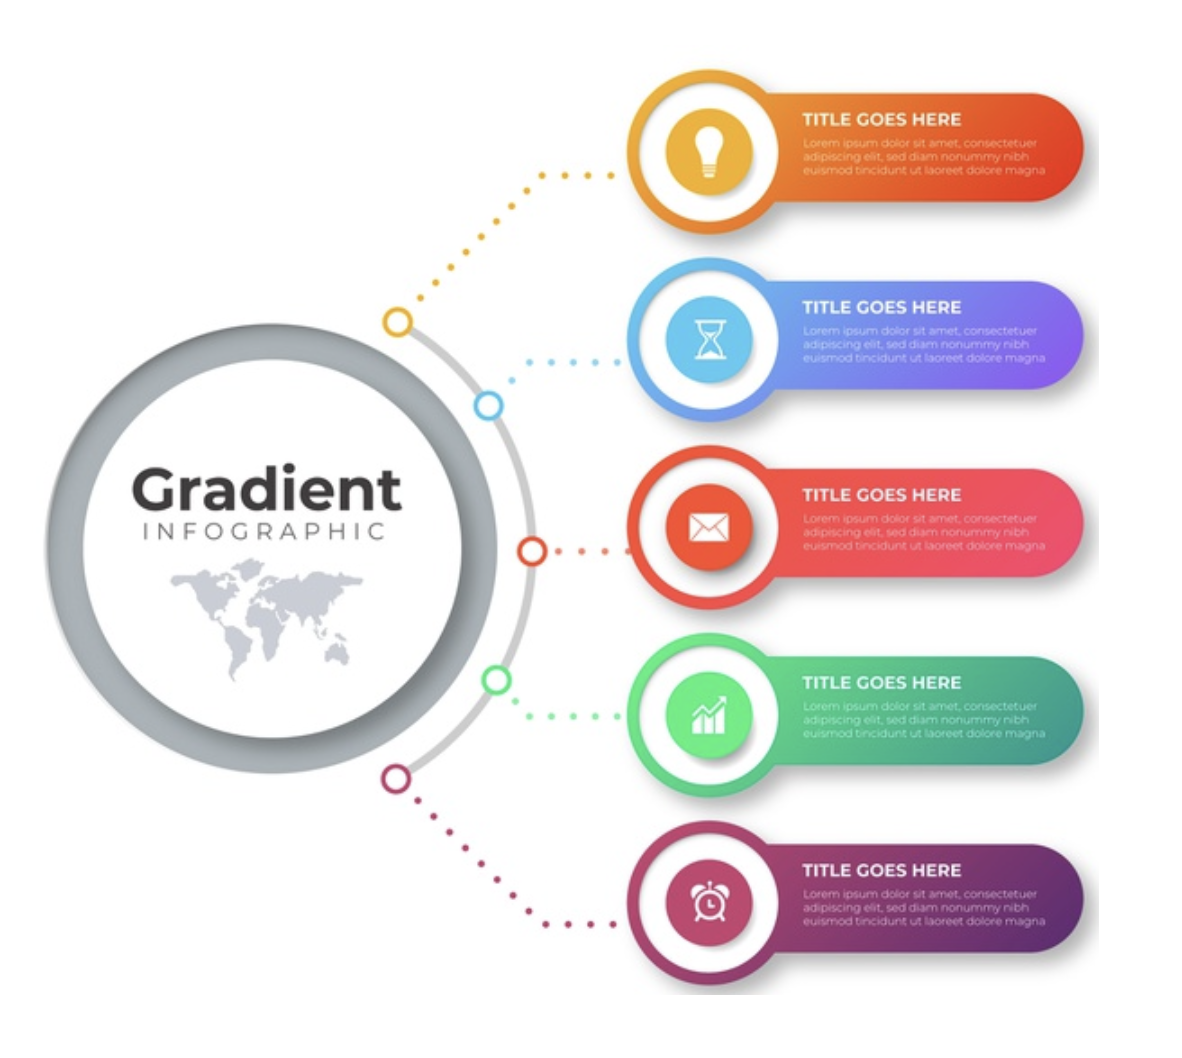 Gradient
INFOGRAPHIC
TITLE GOES HERE
Lorem ipsum dolor sit amet, consectetuer
adipiscing elit, sed diam nonummy nibh
euismod tincidunt ut laoreet dolore magna
TITLE GOES HERE
Lorem ipsum dolor sit amet, consectetuer
adipiscing elit, sed diam nonummy nibh
euismod tincidunt ut laoreet dolore magna
TITLE GOES HERE
Lorem ipsum dolor sit amet, consectetuer
adipiscing elit, sed diam nonummy nibh
euismod tincidunt ut laoreet dolore magna
TITLE GOES HERE
Lorem ipsum dolor sit amet, consectetuer
adipiscing elit, sed diam nonummy nibh
euismod tincidunt ut laoreet dolore magna
TITLE GOES HERE
Lorem ipsum dolor sit amet, consectetuer
adipiscing elit, sed diam nonummy nibh
euismod tincidunt ut laoreet dolore magna